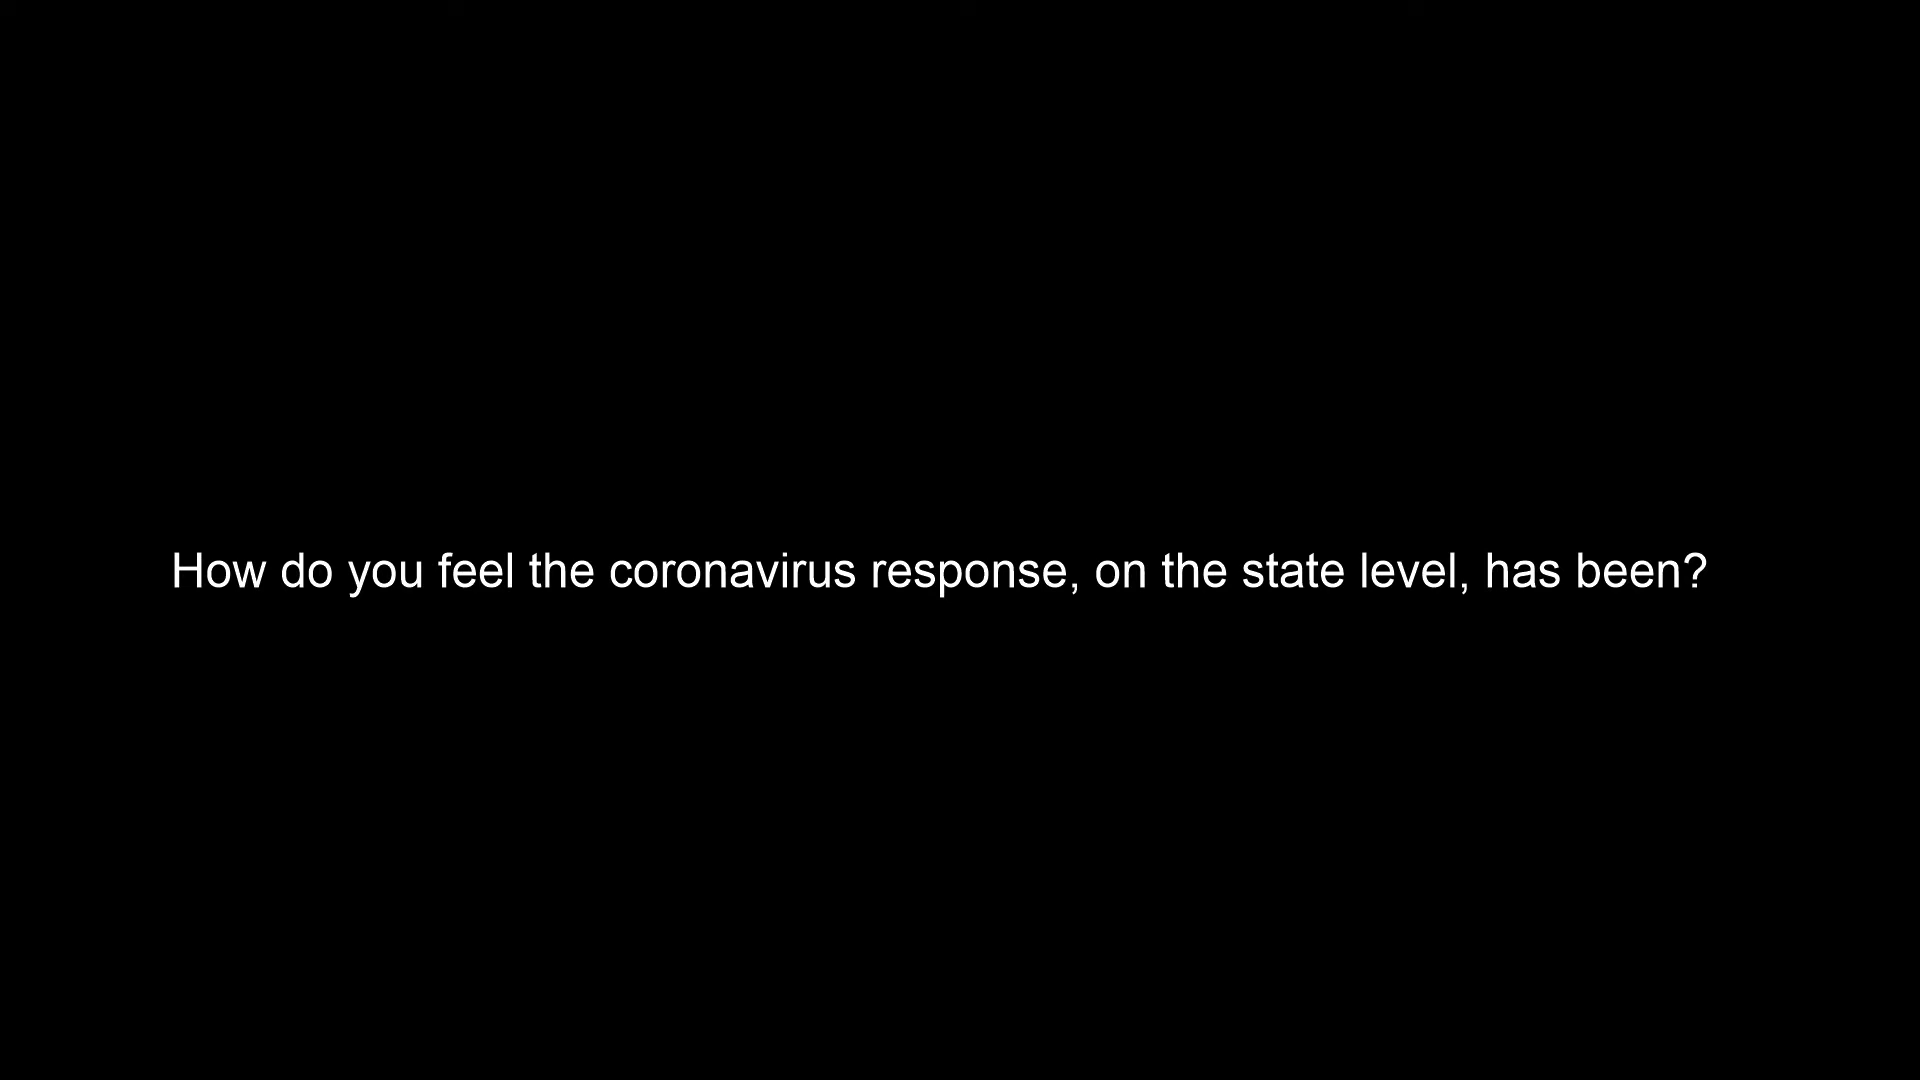 How do you feel the coronavirus response, on the state level, has been?